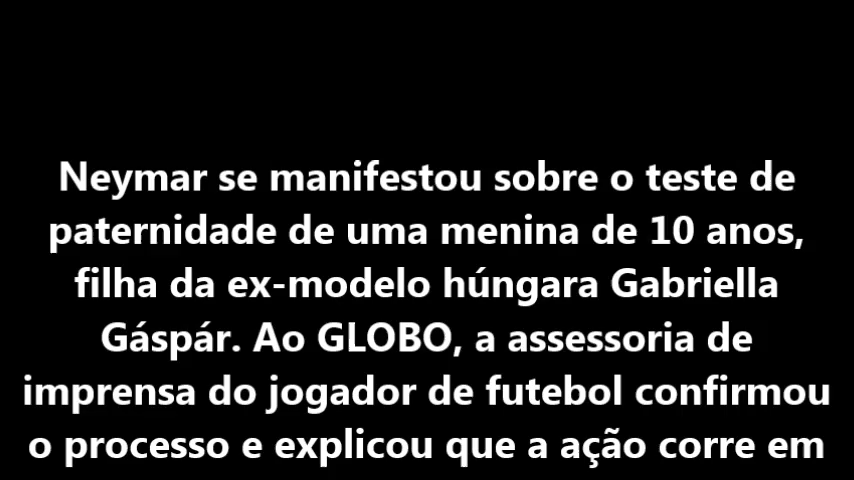 Neymar se manifestou sobre o teste de
paternidade de uma menina de 10 anos,
filha da ex-modelo húngara Gabriella
Gáspár. Ao GLOBO, a assessoria de
imprensa do jogador de futebol confirmou
o processo e explicou que a ação corre em